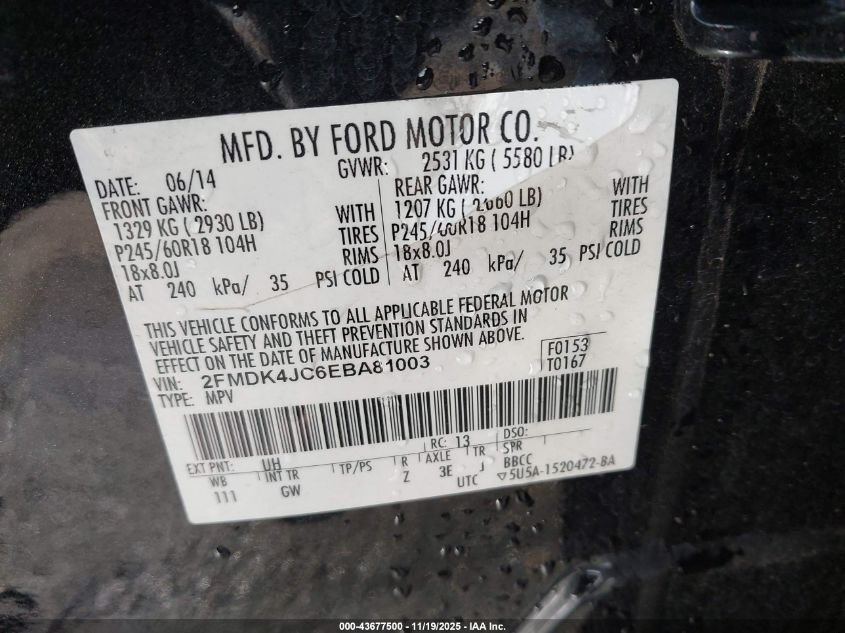 MFD. BY FORD MOTOR CO.
DATE: 06/14 GVWR: 2531 KG ( 5580 LB)
FRONT GAWR: REAR GAWR:
1329 KG ( 2930 LB) WITH 1207 KG ( 2660 LB) WITH
P245/60R18 104H TIRES P245/60R18 104H TIRES
18x8.0J RIMS 18x8.0J RIMS
AT 240 kPa/ 35 PSI COLD AT 240 kPa/ 35 PSI COLD
THIS VEHICLE CONFORMS TO ALL APPLICABLE FEDERAL MOTOR
VEHICLE SAFETY AND THEFT PREVENTION STANDARDS IN
EFFECT ON THE DATE OF MANUFACTURE SHOWN ABOVE.
VIN: 2FMDK4JC6EBA81003 F0153
TYPE: MPV T0167
EXT PNT: UH RC: 13 DSO:
WB INT TR TP/PS R AXLE TR SPR
111 GW Z 3E J BBCC
UTC ▽5U5A-1520472-BA
000-43677500 - 11/19/2025 - IAA Inc.